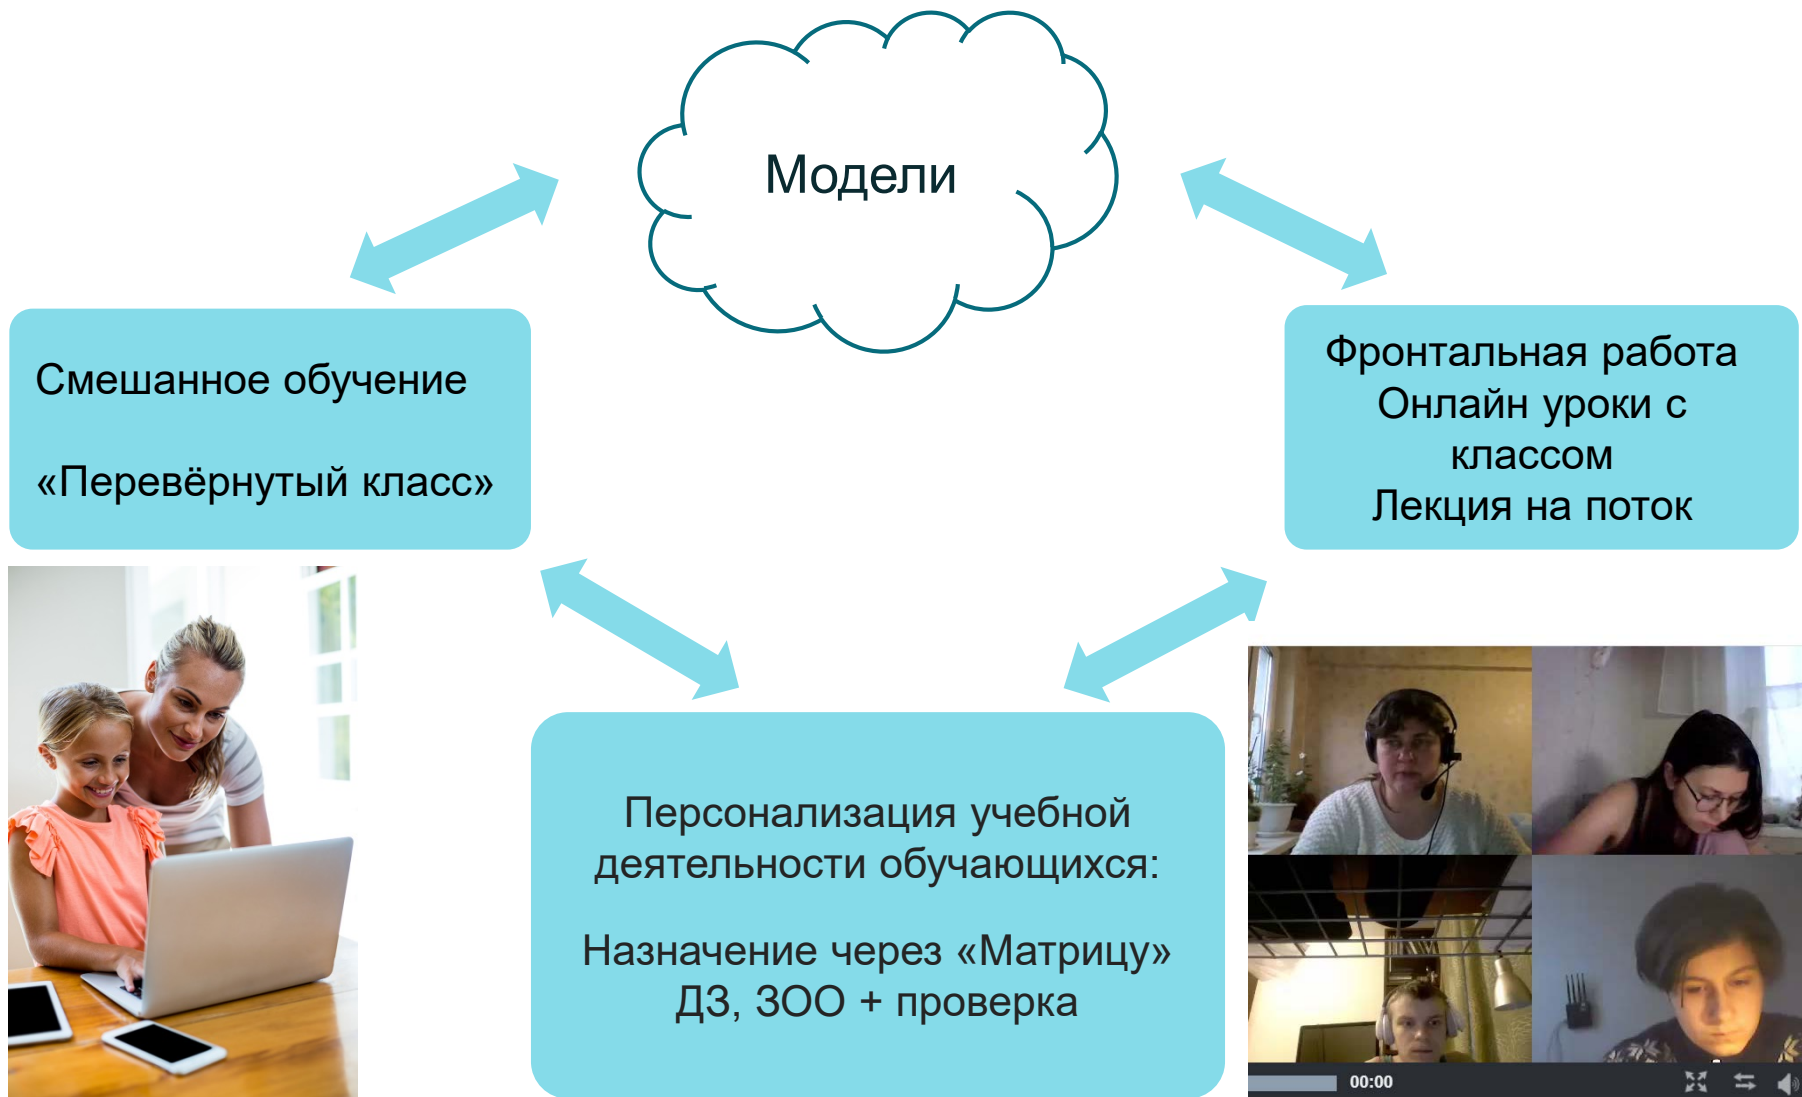 Модели
Смешанное обучение
«Перевёрнутый класс»
Фронтальная работа
Онлайн уроки с
классом
Лекция на поток
Персонализация учебной
деятельности обучающихся:
Назначение через «Матрицу»
ДЗ, ЗОО + проверка
00:00